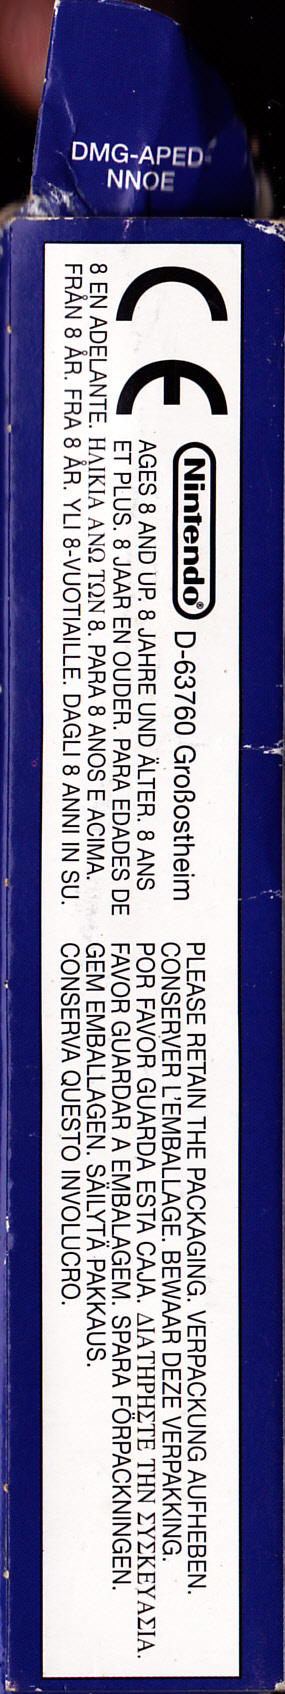 DMG-APED-
NNOE
CE
Nintendo® D-63760 Großostheim
AGES 8 AND UP. 8 JAHRE UND ÄLTER. 8 ANS
ET PLUS. 8 JAAR EN OUDER. PARA EDADES DE
8 EN ADELANTE. ΗΛΙΚΙΑ ΑΝΩ ΤΩΝ 8. PARA 8 ANOS E ACIMA.
FRÅN 8 ÅR. FRA 8 ÅR. YLI 8-VUOTIAILLE. DAGLI 8 ANNI IN SU.
PLEASE RETAIN THE PACKAGING. VERPACKUNG AUFHEBEN.
CONSERVER L'EMBALLAGE. BEWAAR DEZE VERPAKKING.
POR FAVOR GUARDA ESTA CAJA. ΔΙΑΤΗΡΗΣΤΕ ΤΗΝ ΣΥΣΚΕΥΑΣΙΑ.
FAVOR GUARDAR A EMBALAGEM. SPARA FÖRPACKNINGEN.
GEM EMBALLAGEN. SÄILYTÄ PAKKAUS.
CONSERVA QUESTO INVOLUCRO.